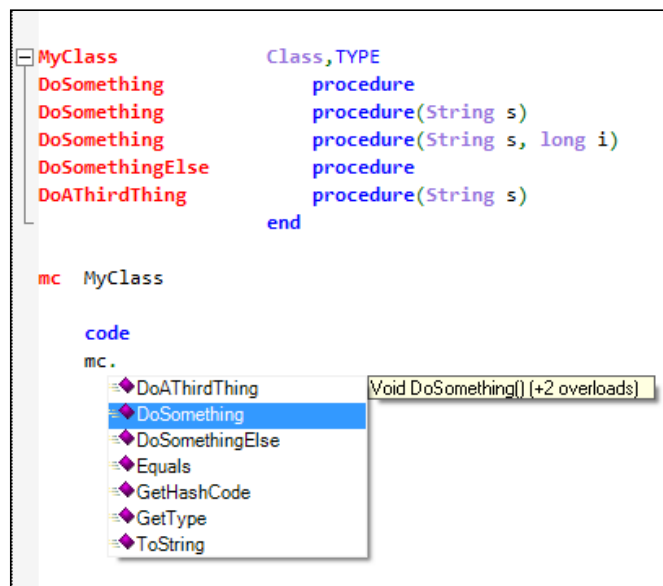 MyClass Class,TYPE
DoSomething procedure
DoSomething procedure(String s)
DoSomething procedure(String s, long i)
DoSomethingElse procedure
DoAThirdThing procedure(String s)
end
mc MyClass
code
mc.
DoAThirdThing Void DoSomething() (+2 overloads)
DoSomething
DoSomethingElse
Equals
GetHashCode
GetType
ToString